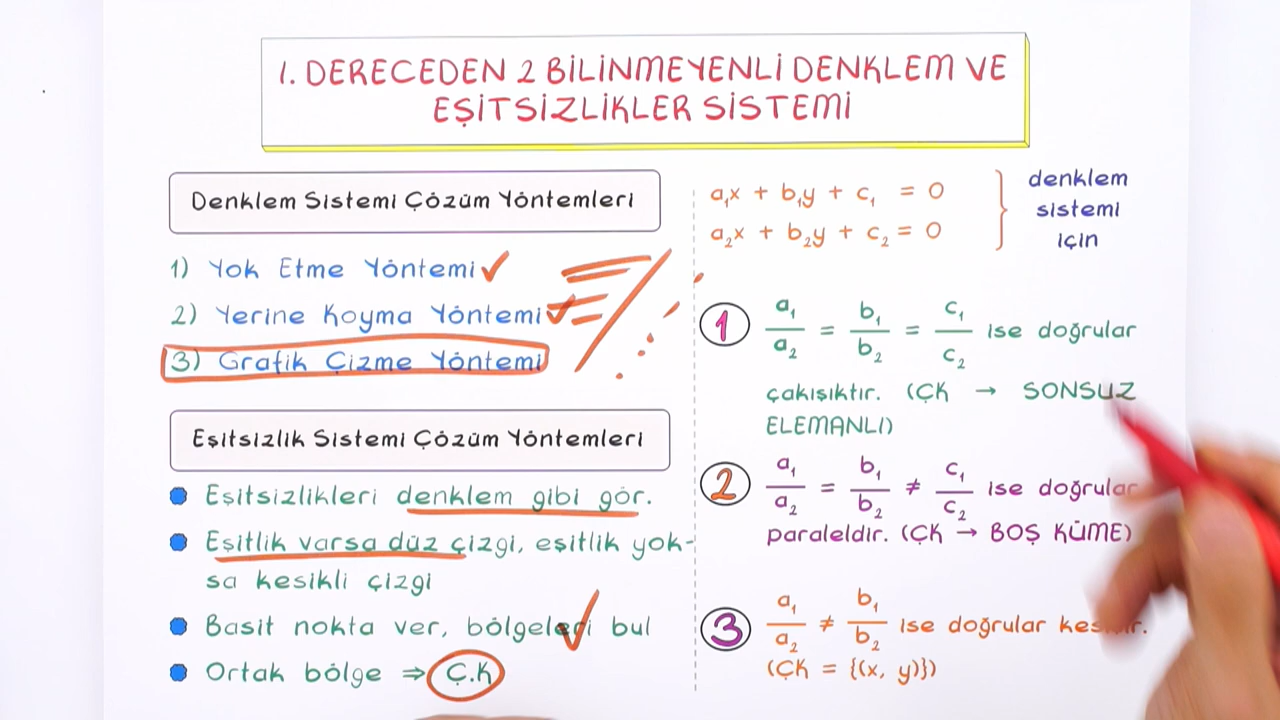 1. DERECEDEN 2 BİLİNMEYENLİ DENKLEM VE
EŞİTSİZLİKLER SİSTEMİ
Denklem Sistemi Çözüm Yöntemleri
1) Yok Etme Yöntemi
2) Yerine Koyma Yöntemi
3) Grafik Çizme Yöntemi
Eşitsizlik Sistemi Çözüm Yöntemleri
Eşitsizlikleri denklem gibi gör.
Eşitlik varsa düz çizgi, eşitlik yok-
sa kesikli çizgi
Basit nokta ver, bölgeleri bul
Ortak bölge ⇒ Ç.K
a₁x + b₁y + c₁ = 0
a₂x + b₂y + c₂ = 0
denklem
sistemi
için
1 a₁/a₂ = b₁/b₂ = c₁/c₂ ise doğrular
çakışıktır. (ÇK → SONSUZ
ELEMANLI)
2 a₁/a₂ = b₁/b₂ ≠ c₁/c₂ ise doğrular
paraleldir. (ÇK → BOŞ KÜME)
3 a₁/a₂ ≠ b₁/b₂ ise doğrular
(ÇK = {(x, y)})